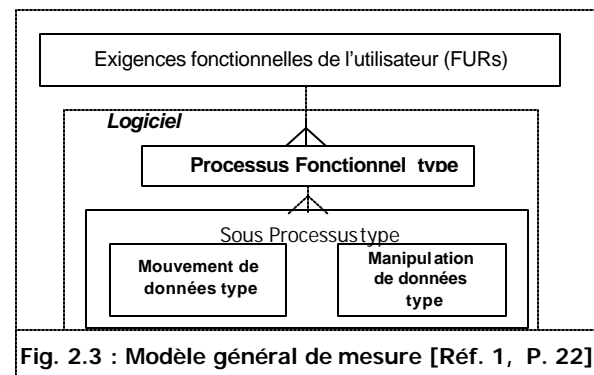 Exigences fonctionnelles de l'utilisateur (FURs)
Logiciel
Processus Fonctionnel type
Sous Processus type
Mouvement de
données type
Manipulation
de données
type
Fig. 2.3 : Modèle général de mesure [Réf. 1, P. 22]